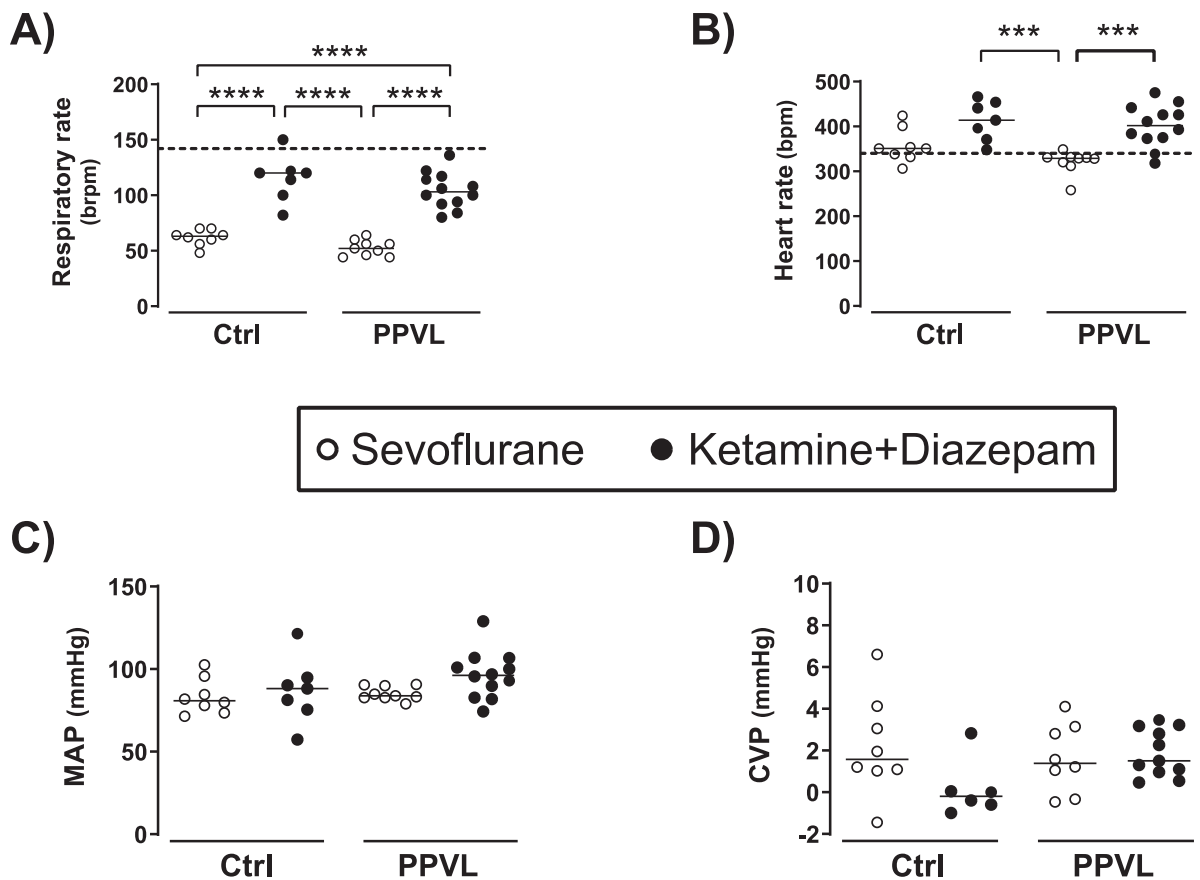 A)
****
**** **** ****
Respiratory rate
(brpm)
200
150
100
50
0
Ctrl PPVL
B)
*** ***
Heart rate (bpm)
500
400
300
200
100
0
Ctrl PPVL
Sevoflurane Ketamine+Diazepam
C)
MAP (mmHg)
150
100
50
0
Ctrl PPVL
D)
CVP (mmHg)
10
8
6
4
2
0
-2
Ctrl PPVL